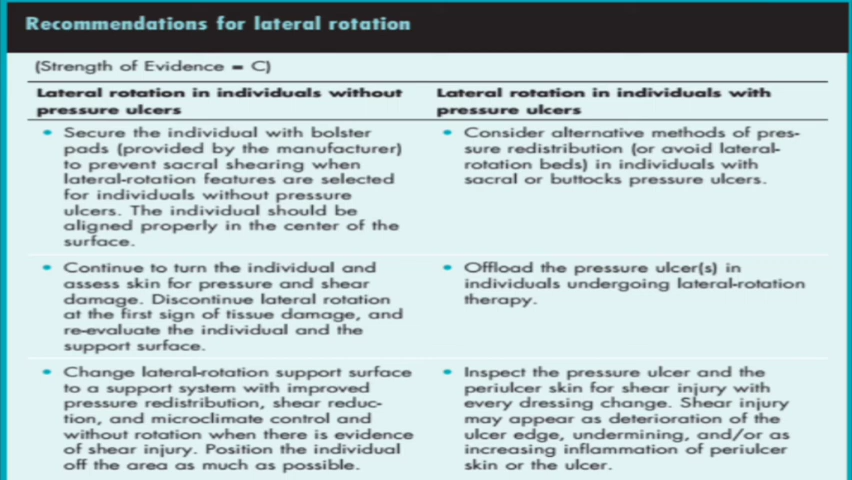 Recommendations for lateral rotation
(Strength of Evidence = C)
Lateral rotation in individuals without
pressure ulcers
Lateral rotation in individuals with
pressure ulcers
• Secure the individual with bolster
pads (provided by the manufacturer)
to prevent sacral shearing when
lateral-rotation features are selected
for individuals without pressure
ulcers. The individual should be
aligned properly in the center of the
surface.
• Consider alternative methods of pres-
sure redistribution (or avoid lateral-
rotation beds) in individuals with
sacral or buttocks pressure ulcers.
• Continue to turn the individual and
assess skin for pressure and shear
damage. Discontinue lateral rotation
at the first sign of tissue damage, and
re-evaluate the individual and the
support surface.
• Offload the pressure ulcer(s) in
individuals undergoing lateral-rotation
therapy.
• Change lateral-rotation support surface
to a support system with improved
pressure redistribution, shear reduc-
tion, and microclimate control and
without rotation when there is evidence
of shear injury. Position the individual
off the area as much as possible.
• Inspect the pressure ulcer and the
periulcer skin for shear injury with
every dressing change. Shear injury
may appear as deterioration of the
ulcer edge, undermining, and/or as
increasing inflammation of periulcer
skin or the ulcer.